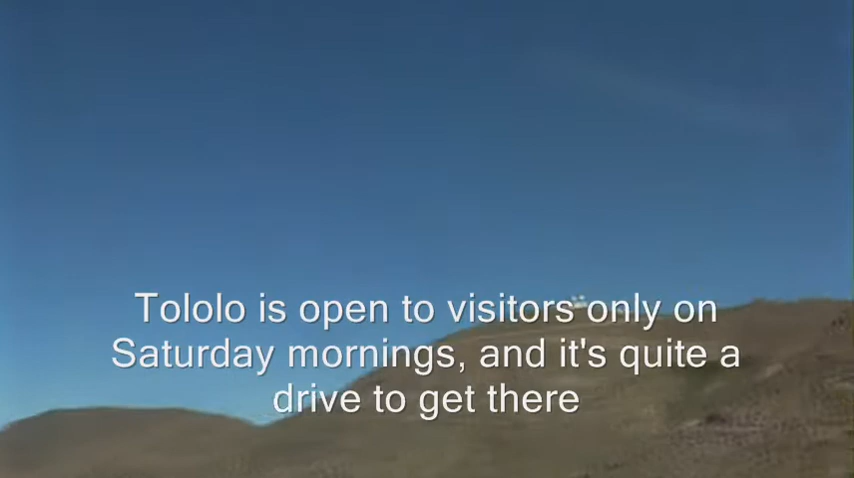 Tololo is open to visitors only on
Saturday mornings, and it's quite a
drive to get there